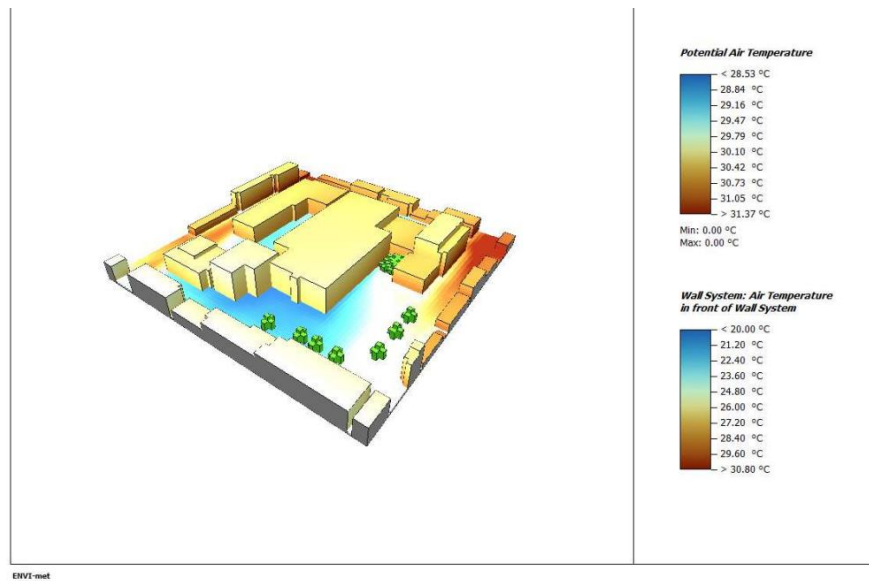 Potential Air Temperature
< 28.53 °C
28.84 °C
29.16 °C
29.47 °C
29.79 °C
30.10 °C
30.42 °C
30.73 °C
31.05 °C
> 31.37 °C
Min: 0.00 °C
Max: 0.00 °C
Wall System: Air Temperature
in front of Wall System
< 20.00 °C
21.20 °C
22.40 °C
23.60 °C
24.80 °C
26.00 °C
27.20 °C
28.40 °C
29.60 °C
> 30.80 °C
ENVI-met